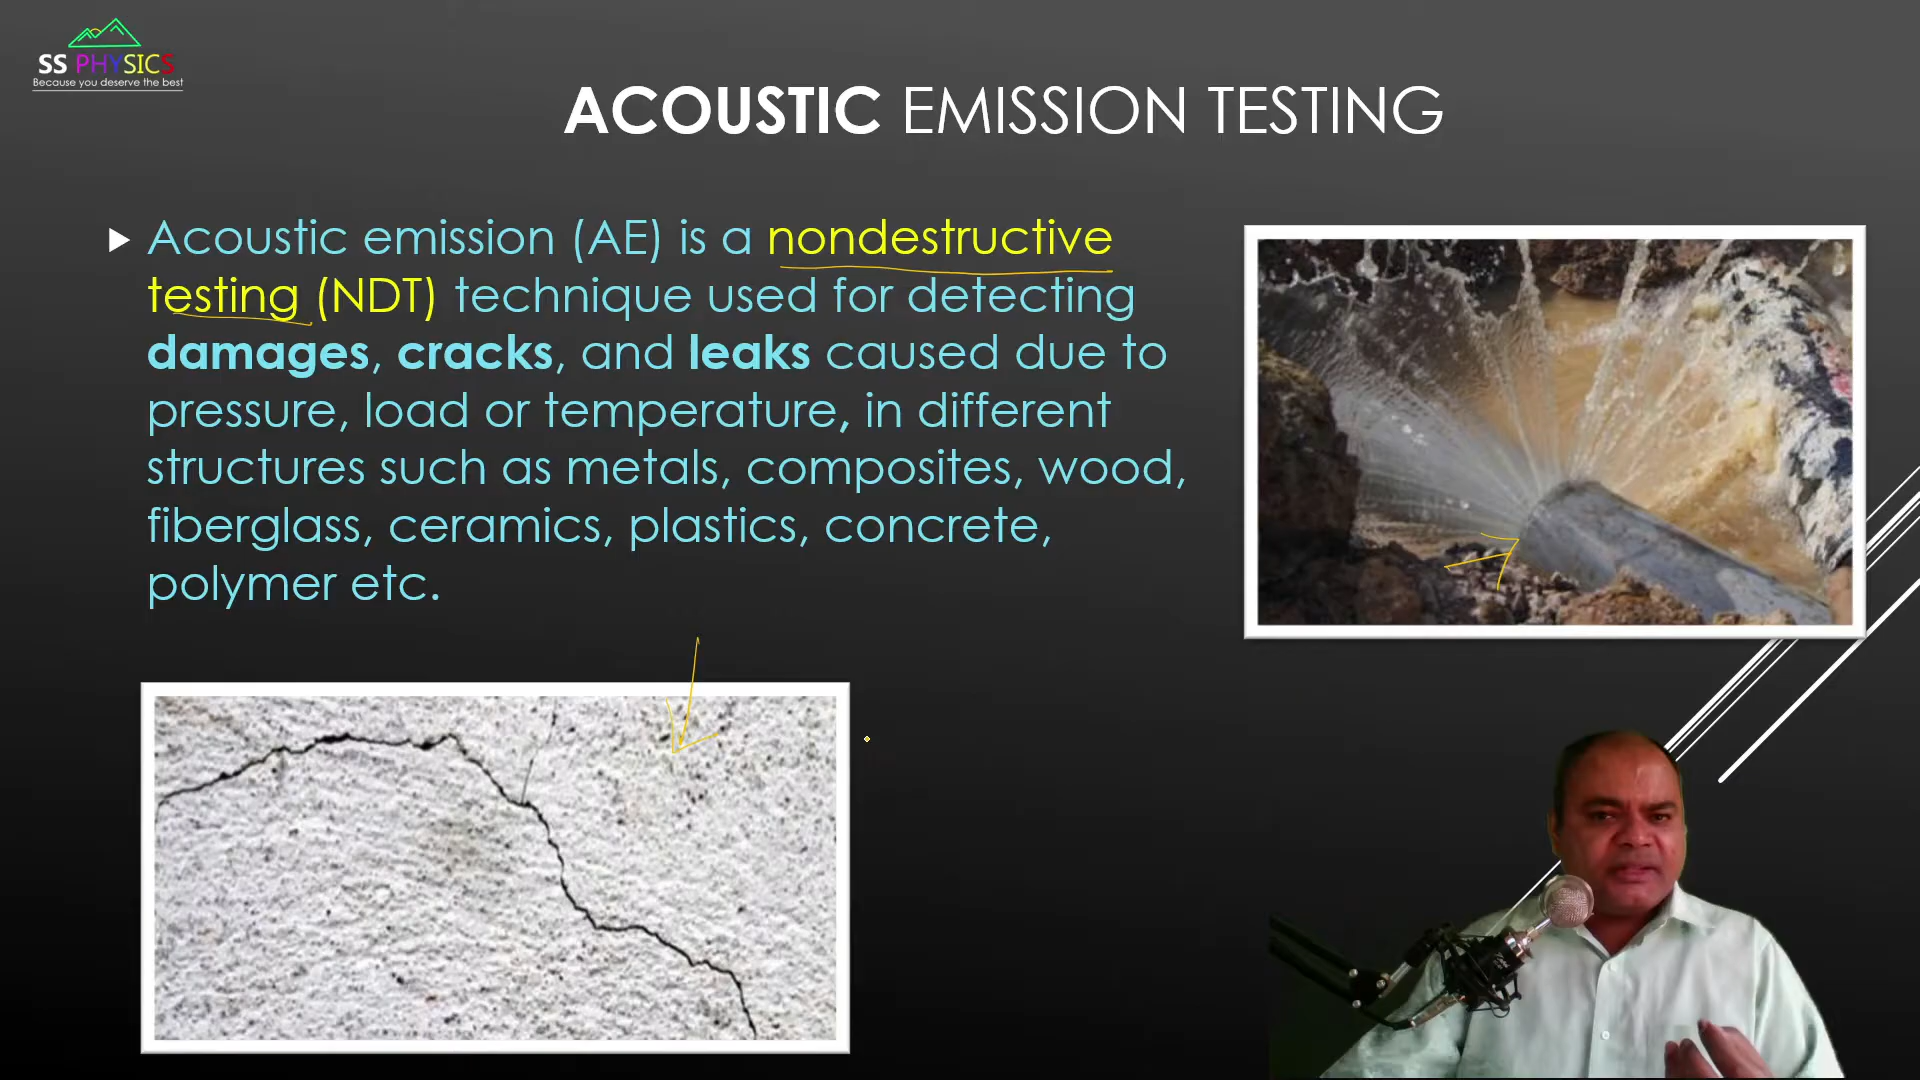 SS PHYSICS
Because you deserve the best
ACOUSTIC EMISSION TESTING
Acoustic emission (AE) is a nondestructive
testing (NDT) technique used for detecting
damages, cracks, and leaks caused due to
pressure, load or temperature, in different
structures such as metals, composites, wood,
fiberglass, ceramics, plastics, concrete,
polymer etc.